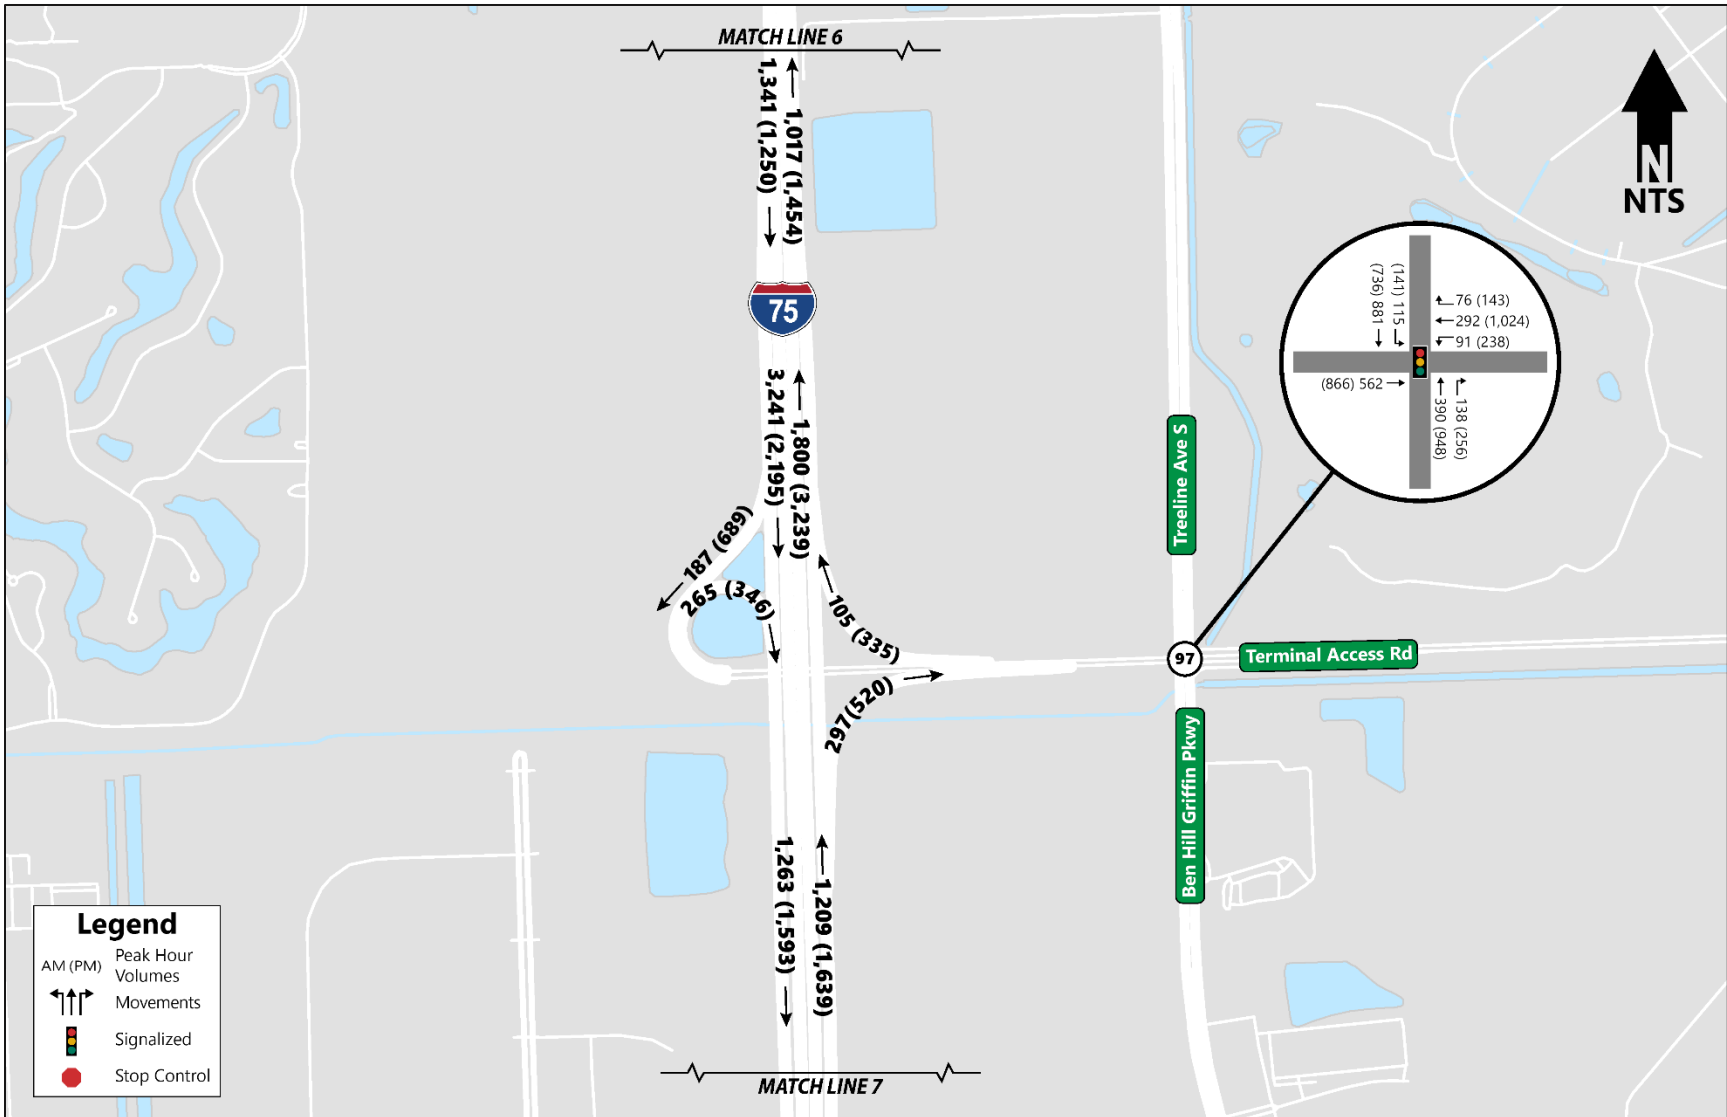 MATCH LINE 6
1,341 (1,250)
1,017 (1,454)
N
NTS
75
(736) 881
(141) 115
76 (143)
292 (1,024)
91 (238)
(866) 562
390 (948)
138 (256)
3,241 (2,195)
1,800 (3,239)
Treeline Ave S
187 (689)
265 (346)
105 (335)
97
Terminal Access Rd
297(520)
Ben Hill Griffin Pkwy
1,263 (1,593)
1,209 (1,639)
Legend
AM (PM) Peak Hour
Volumes
Movements
Signalized
Stop Control
MATCH LINE 7